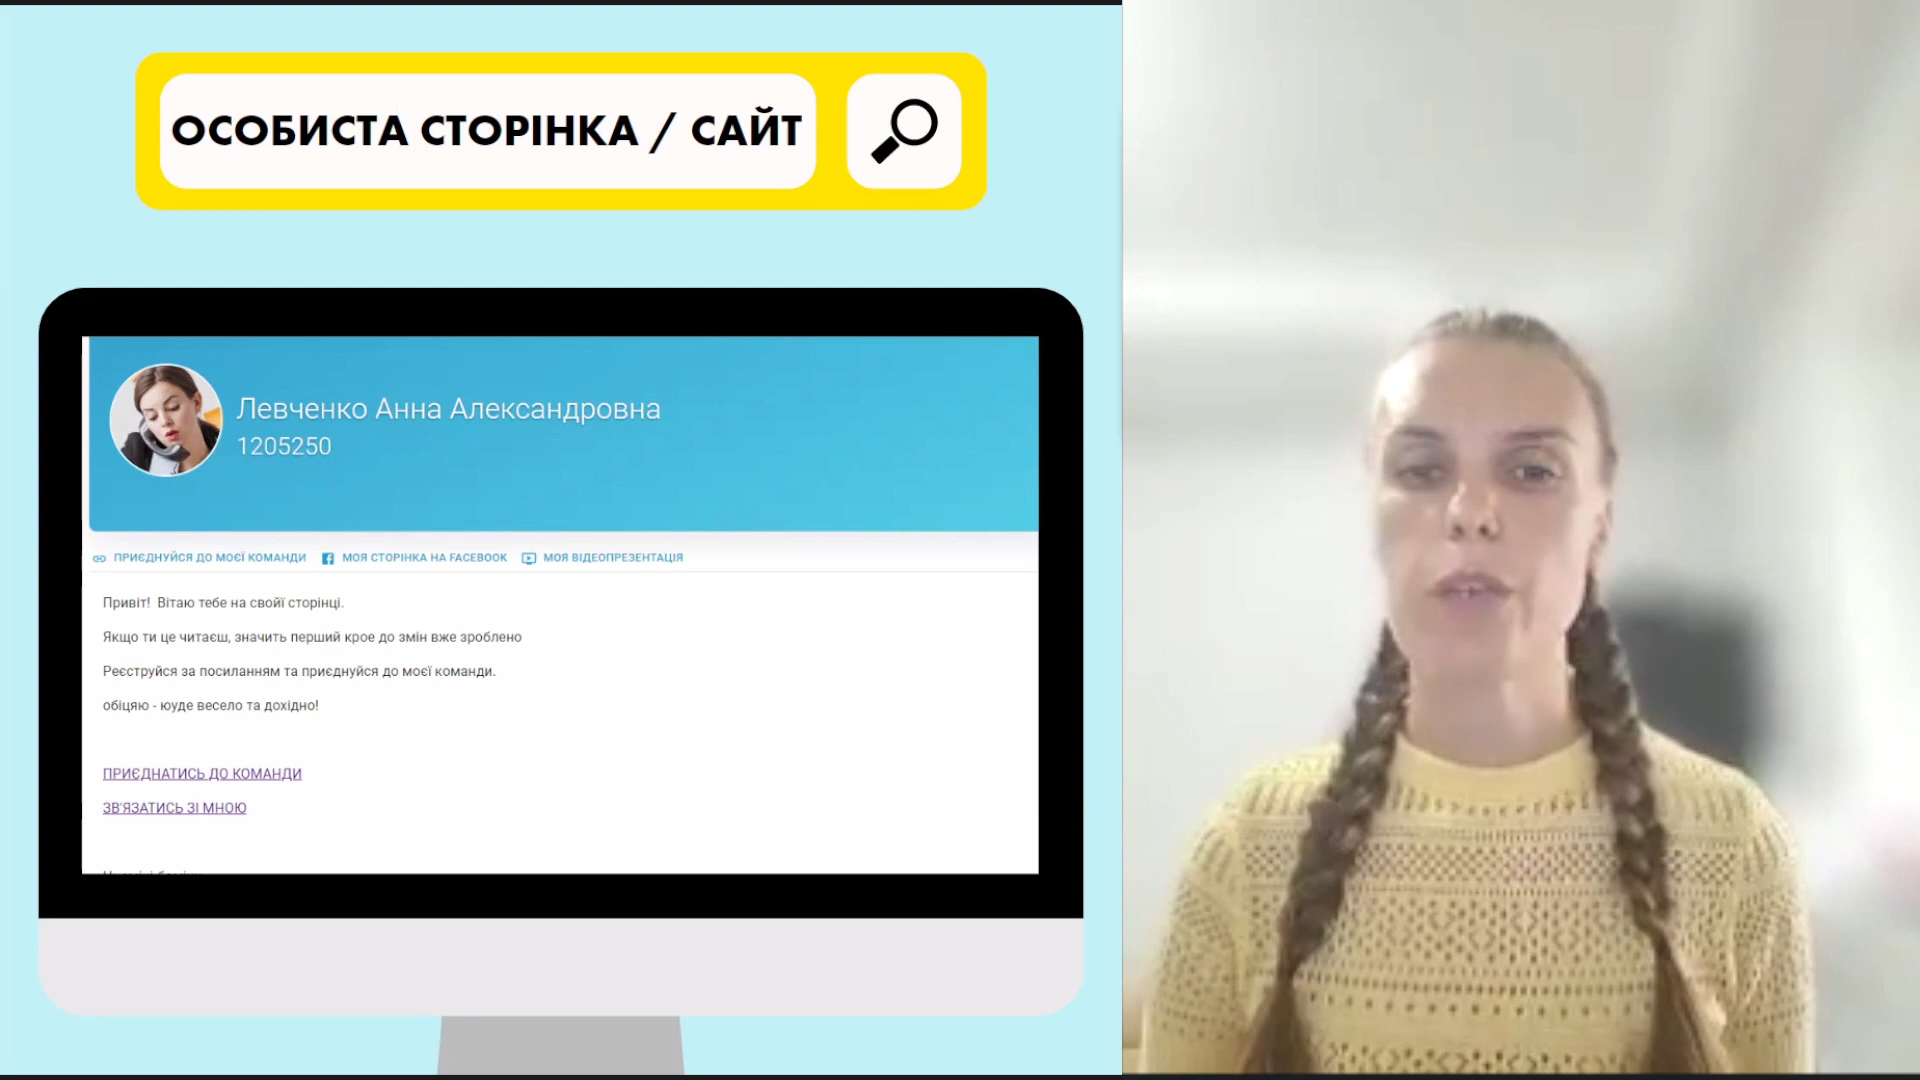 ОСОБИСТА СТОРІНКА / САЙТ
Левченко Анна Александровна
1205250
ПРИЄДНУЙСЯ ДО МОЄЇ КОМАНДИ МОЯ СТОРІНКА НА FACEBOOK МОЯ ВІДЕОПРЕЗЕНТАЦІЯ
Привіт! Вітаю тебе на свойї сторінці.
Якщо ти це читаєш, значить перший крое до змін вже зроблено
Реєструйся за посиланням та приєднуйся до моєї команди.
обіцяю - юуде весело та дохідно!
ПРИЄДНАТИСЬ ДО КОМАНДИ
ЗВ'ЯЗАТИСЬ ЗІ МНОЮ